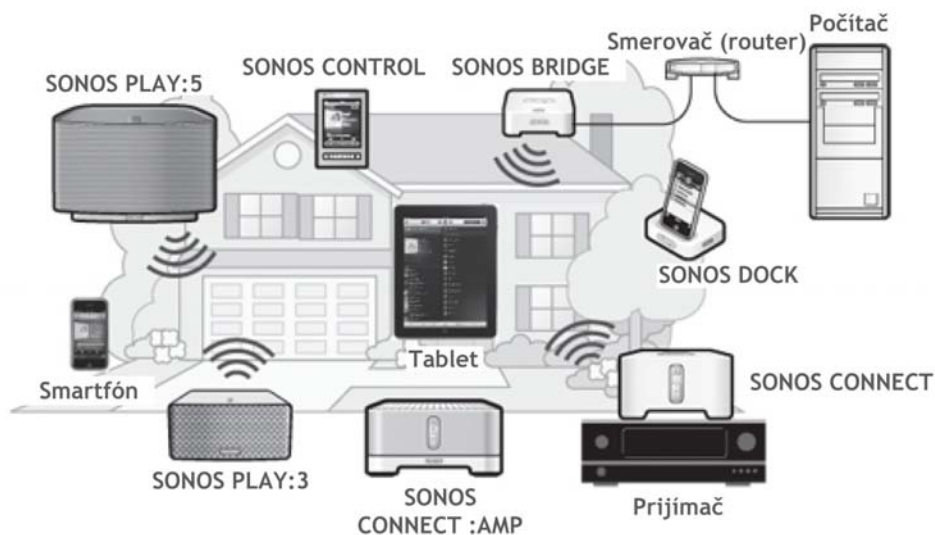 Počítač
Smerovač (router)
SONOS CONTROL
SONOS BRIDGE
SONOS PLAY:5
SONOS DOCK
Tablet
Smartfón
SONOS CONNECT
SONOS PLAY:3
SONOS
CONNECT :AMP
Prijímač